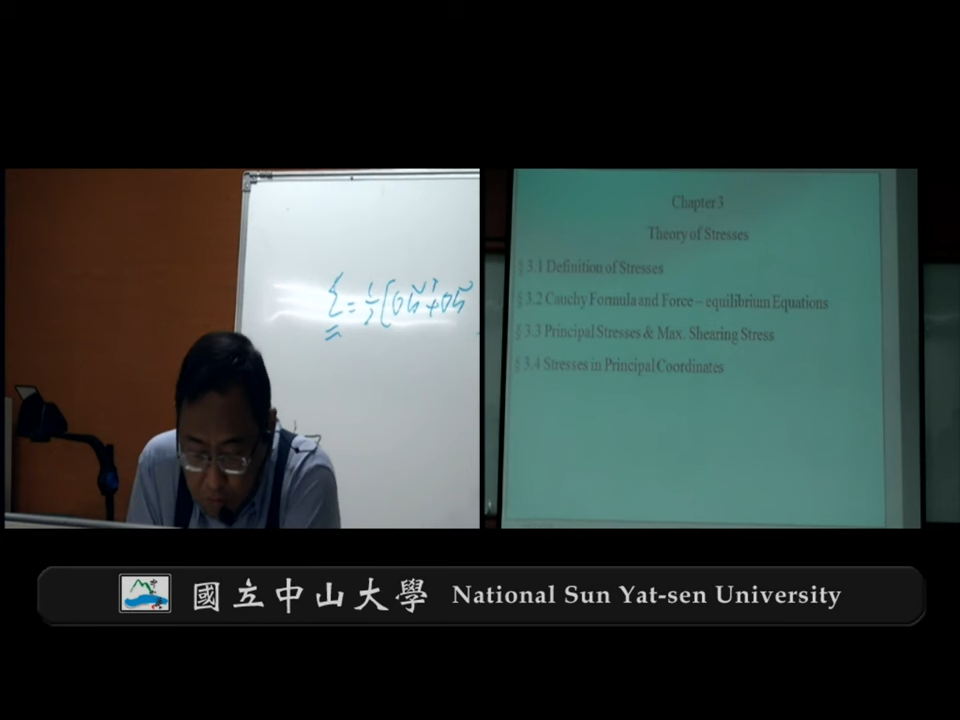 Chapter 3
Theory of Stresses
§ 3.1 Definition of Stresses
§ 3.2 Cauchy Formula and Force – equilibrium Equations
§ 3.3 Principal Stresses & Max. Shearing Stress
§ 3.4 Stresses in Principal Coordinates
國立中山大學 National Sun Yat-sen University